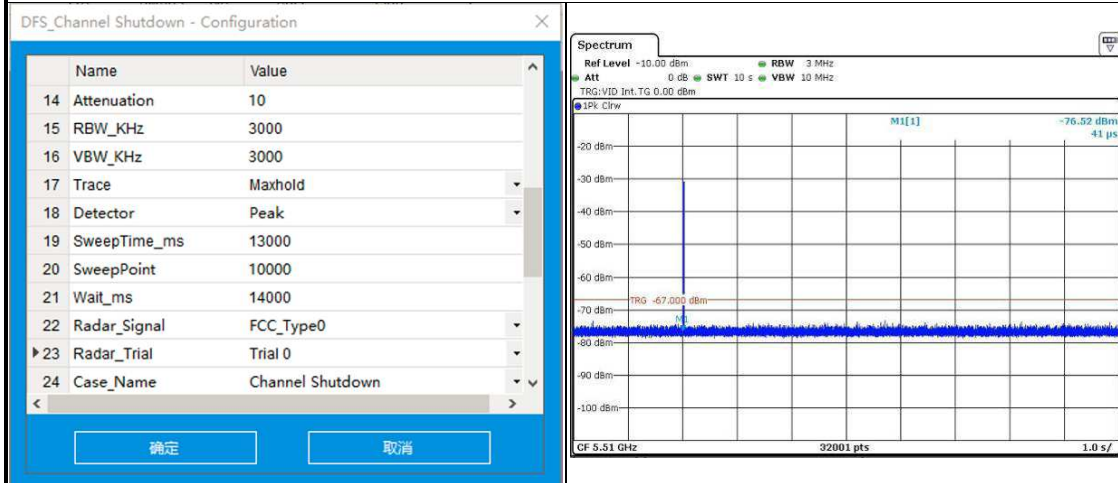 DFS_Channel Shutdown - Configuration
Name Value
14 Attenuation 10
15 RBW_KHz 3000
16 VBW_KHz 3000
17 Trace Maxhold
18 Detector Peak
19 SweepTime_ms 13000
20 SweepPoint 10000
21 Wait_ms 14000
22 Radar_Signal FCC_Type0
23 Radar_Trial Trial 0
24 Case_Name Channel Shutdown
确定 取消
Spectrum
Ref Level -10.00 dBm RBW 3 MHz
Att 0 dB SWT 10 s VBW 10 MHz
TRG:VID Int.TG 0.00 dBm
1Pk Clrw
M1[1] -76.52 dBm
41 µs
-20 dBm
-30 dBm
-40 dBm
-50 dBm
-60 dBm
TRG -67.000 dBm
-70 dBm
M1
-80 dBm
-90 dBm
-100 dBm
CF 5.51 GHz 32001 pts 1.0 s/